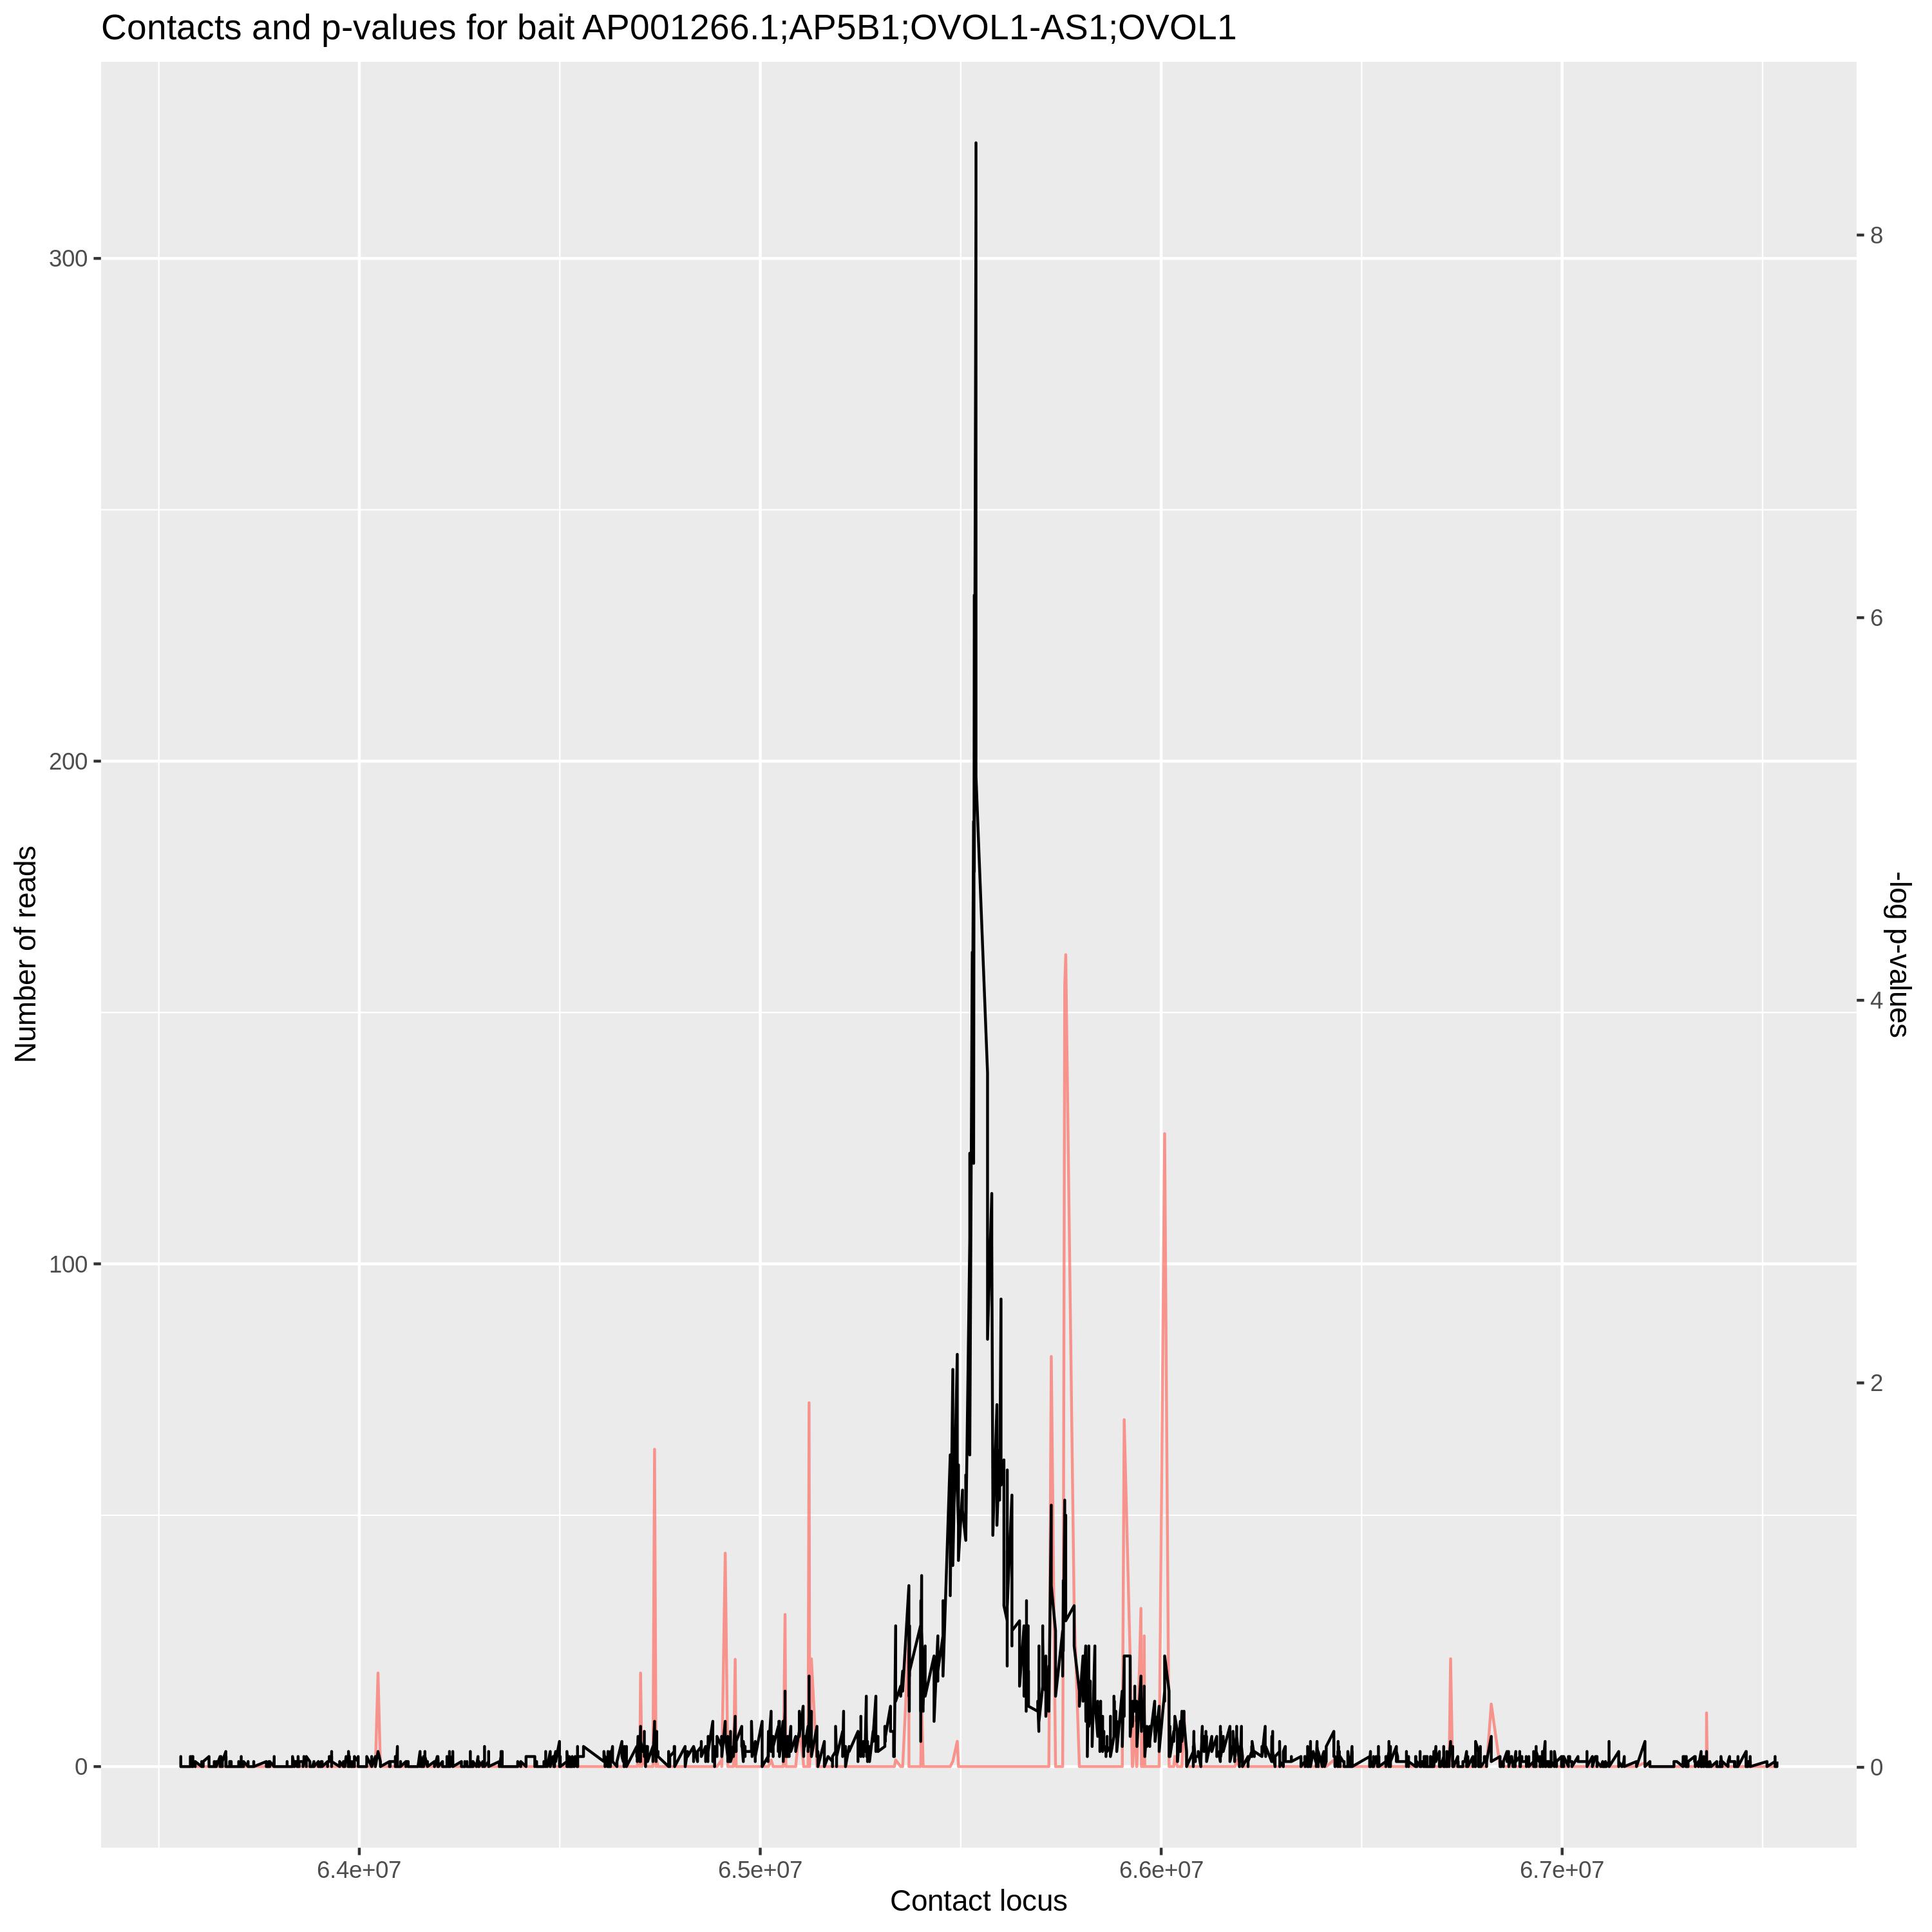 Contacts and p-values for bait AP001266.1;AP5B1;OVOL1-AS1;OVOL1
Number of reads
300
200
100
0
8
6
4
2
0
-log p-values
6.4e+07
6.5e+07
6.6e+07
6.7e+07
Contact locus